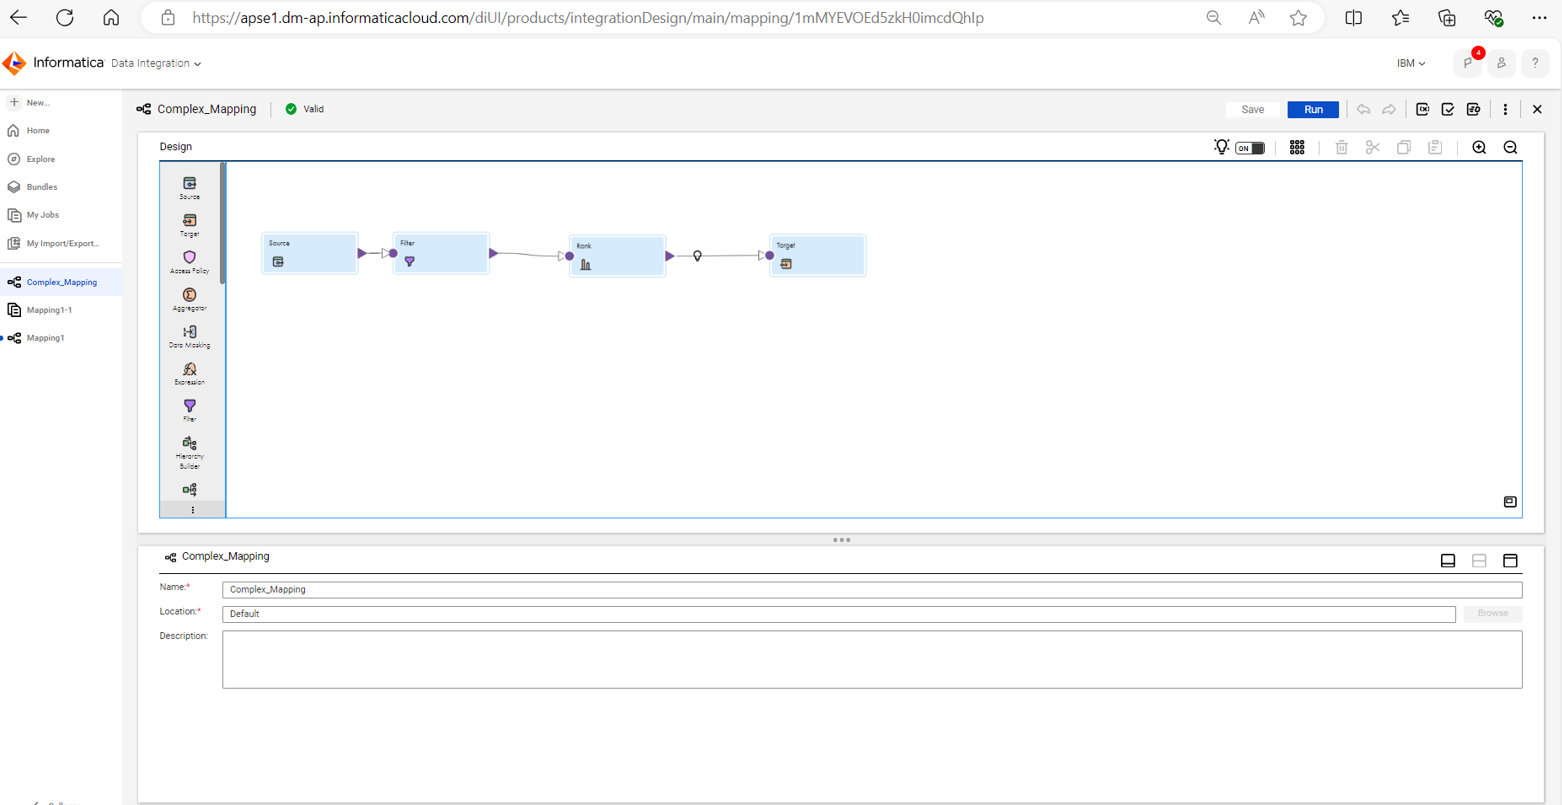 https://apse1.dm-ap.informaticacloud.com/diUI/products/integrationDesign/main/mapping/1mMYEVOEd5zkH0imcdQhIp
Informatica Data Integration
IBM
4
?
New...
Home
Explore
Bundles
My Jobs
My Import/Export...
Complex_Mapping
Mapping1-1
Mapping1
Complex_Mapping
Valid
Save
Run
Design
ON
Source
Target
Access Policy
Aggregator
Data Masking
Expression
Filter
Hierarchy
Builder
Source
Filter
Rank
Target
Complex_Mapping
Name:*
Complex_Mapping
Location:*
Default
Browse
Description: